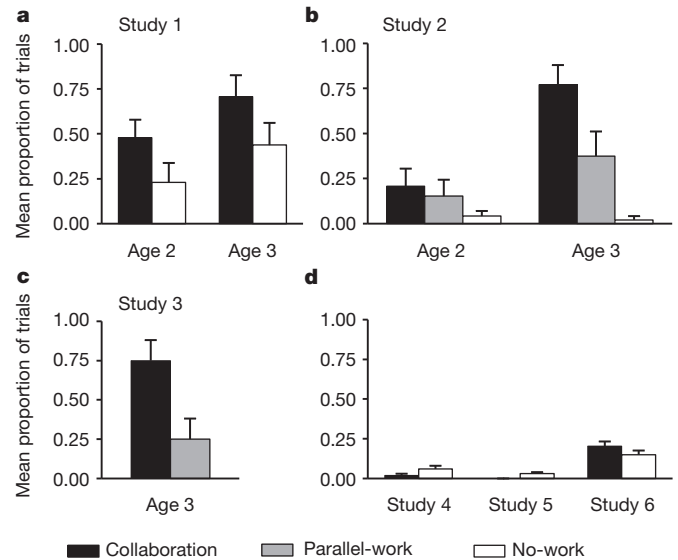 a
Study 1
Mean proportion of trials
1.00
0.75
0.50
0.25
0.00
Age 2
Age 3
b
Study 2
1.00
0.75
0.50
0.25
0.00
Age 2
Age 3
c
Study 3
Mean proportion of trials
1.00
0.75
0.50
0.25
0.00
Age 3
d
1.00
0.75
0.50
0.25
0.00
Study 4
Study 5
Study 6
Collaboration
Parallel-work
No-work